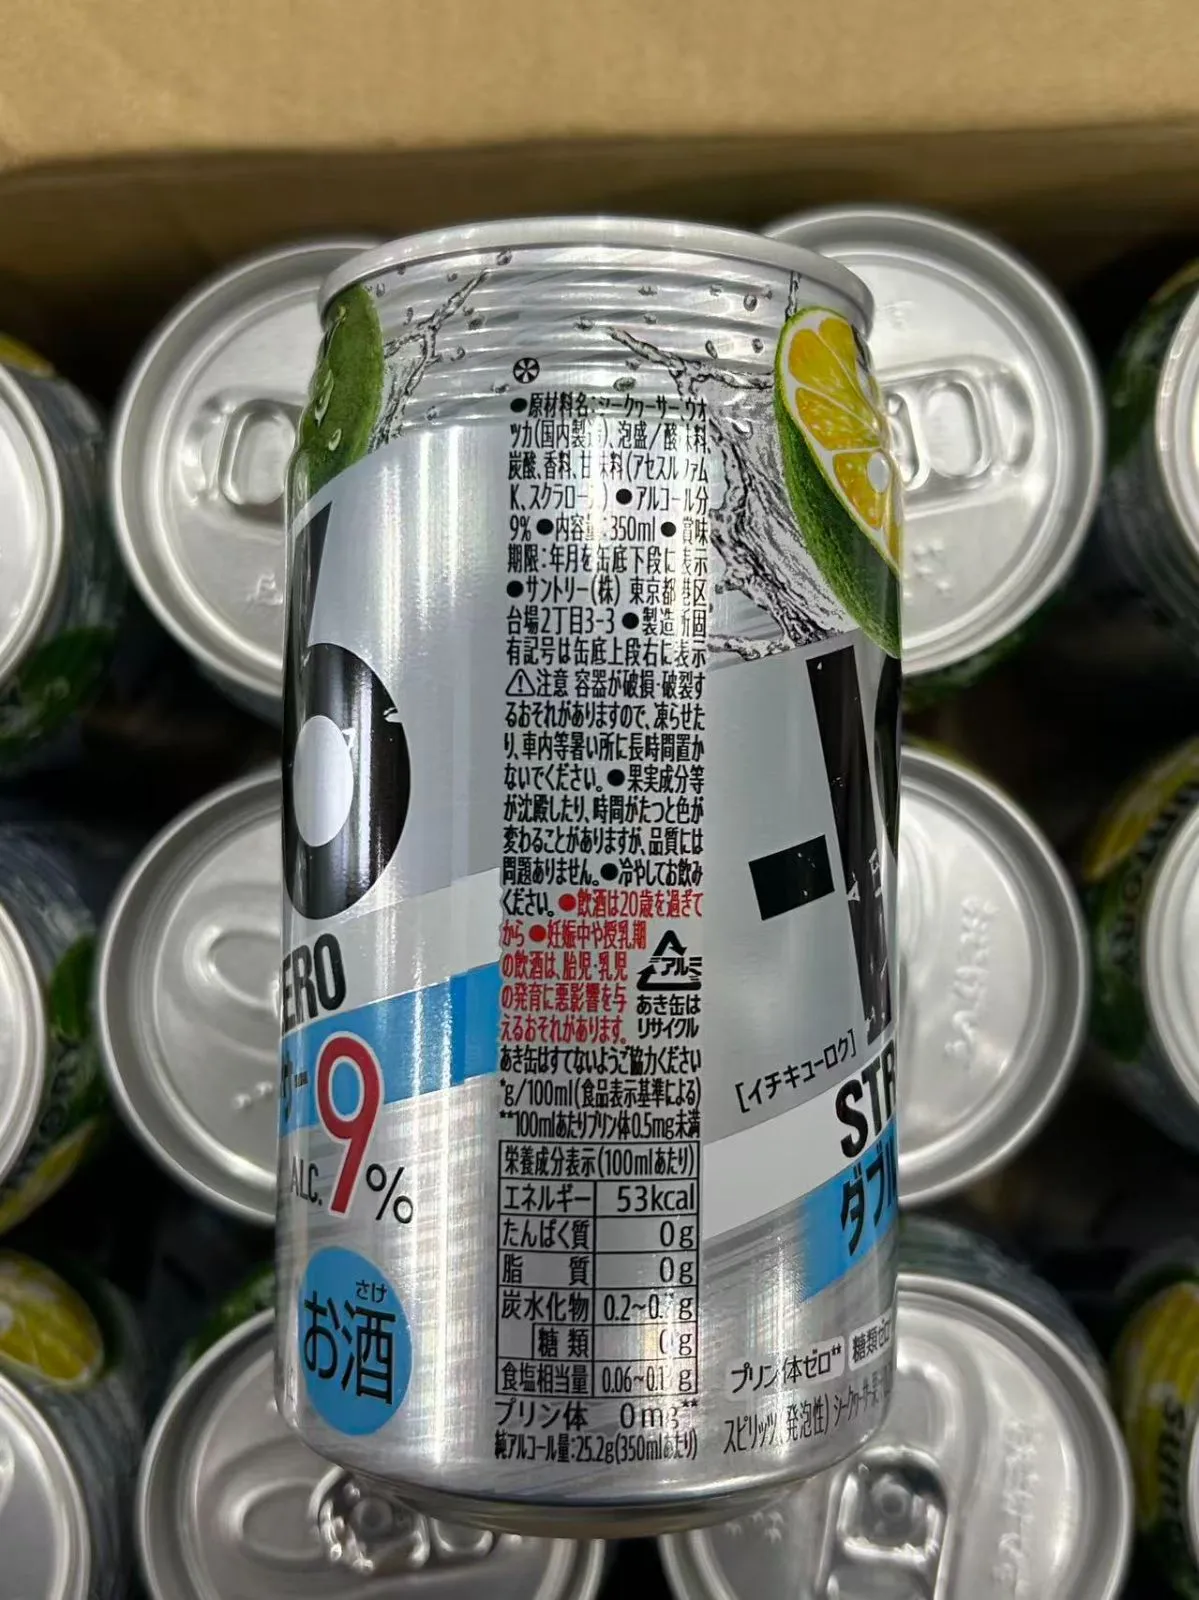 ●原材料名:シークヮーサー、ウオ
ツカ(国内製造)、泡盛/酸味料、
炭酸、香料、甘味料(アセスルファム
K、スクラロース) ●アルコール分
9% ●内容量:350ml ●賞味
期限:年月を缶底下段に表示
●サントリー(株) 東京都港区
台場2丁目3-3 ●製造所固
有記号は缶底上段右に表示
⚠注意 容器が破損・破裂す
るおそれがありますので、凍らせた
り、車内等暑い所に長時間置か
ないでください。●果実成分等
が沈殿したり、時間がたつと色が
変わることがありますが、品質には
問題ありません。●冷やしてお飲み
ください。●飲酒は20歳を過ぎて
から ●妊娠中や授乳期
の飲酒は、胎児・乳児
の発育に悪影響を与
えるおそれがあります。
アルミ
あき缶は
リサイクル
あき缶はすてないようご協力ください
*g/100ml(食品表示基準による)
**100mlあたりプリン体0.5mg未満
栄養成分表示(100mlあたり)
エネルギー 53kcal
たんぱく質 0g
脂質 0g
炭水化物 g
糖類 0g
食塩相当量 g
プリン体 0mg**
純アルコール量:25.2g(350mlあたり)
ERO
ALC. 9%
さけ
お酒
-1
[イチキューロク]
STR
ダブル
プリン体ゼロ** 糖類ゼロ
スピリッツ(発泡性)